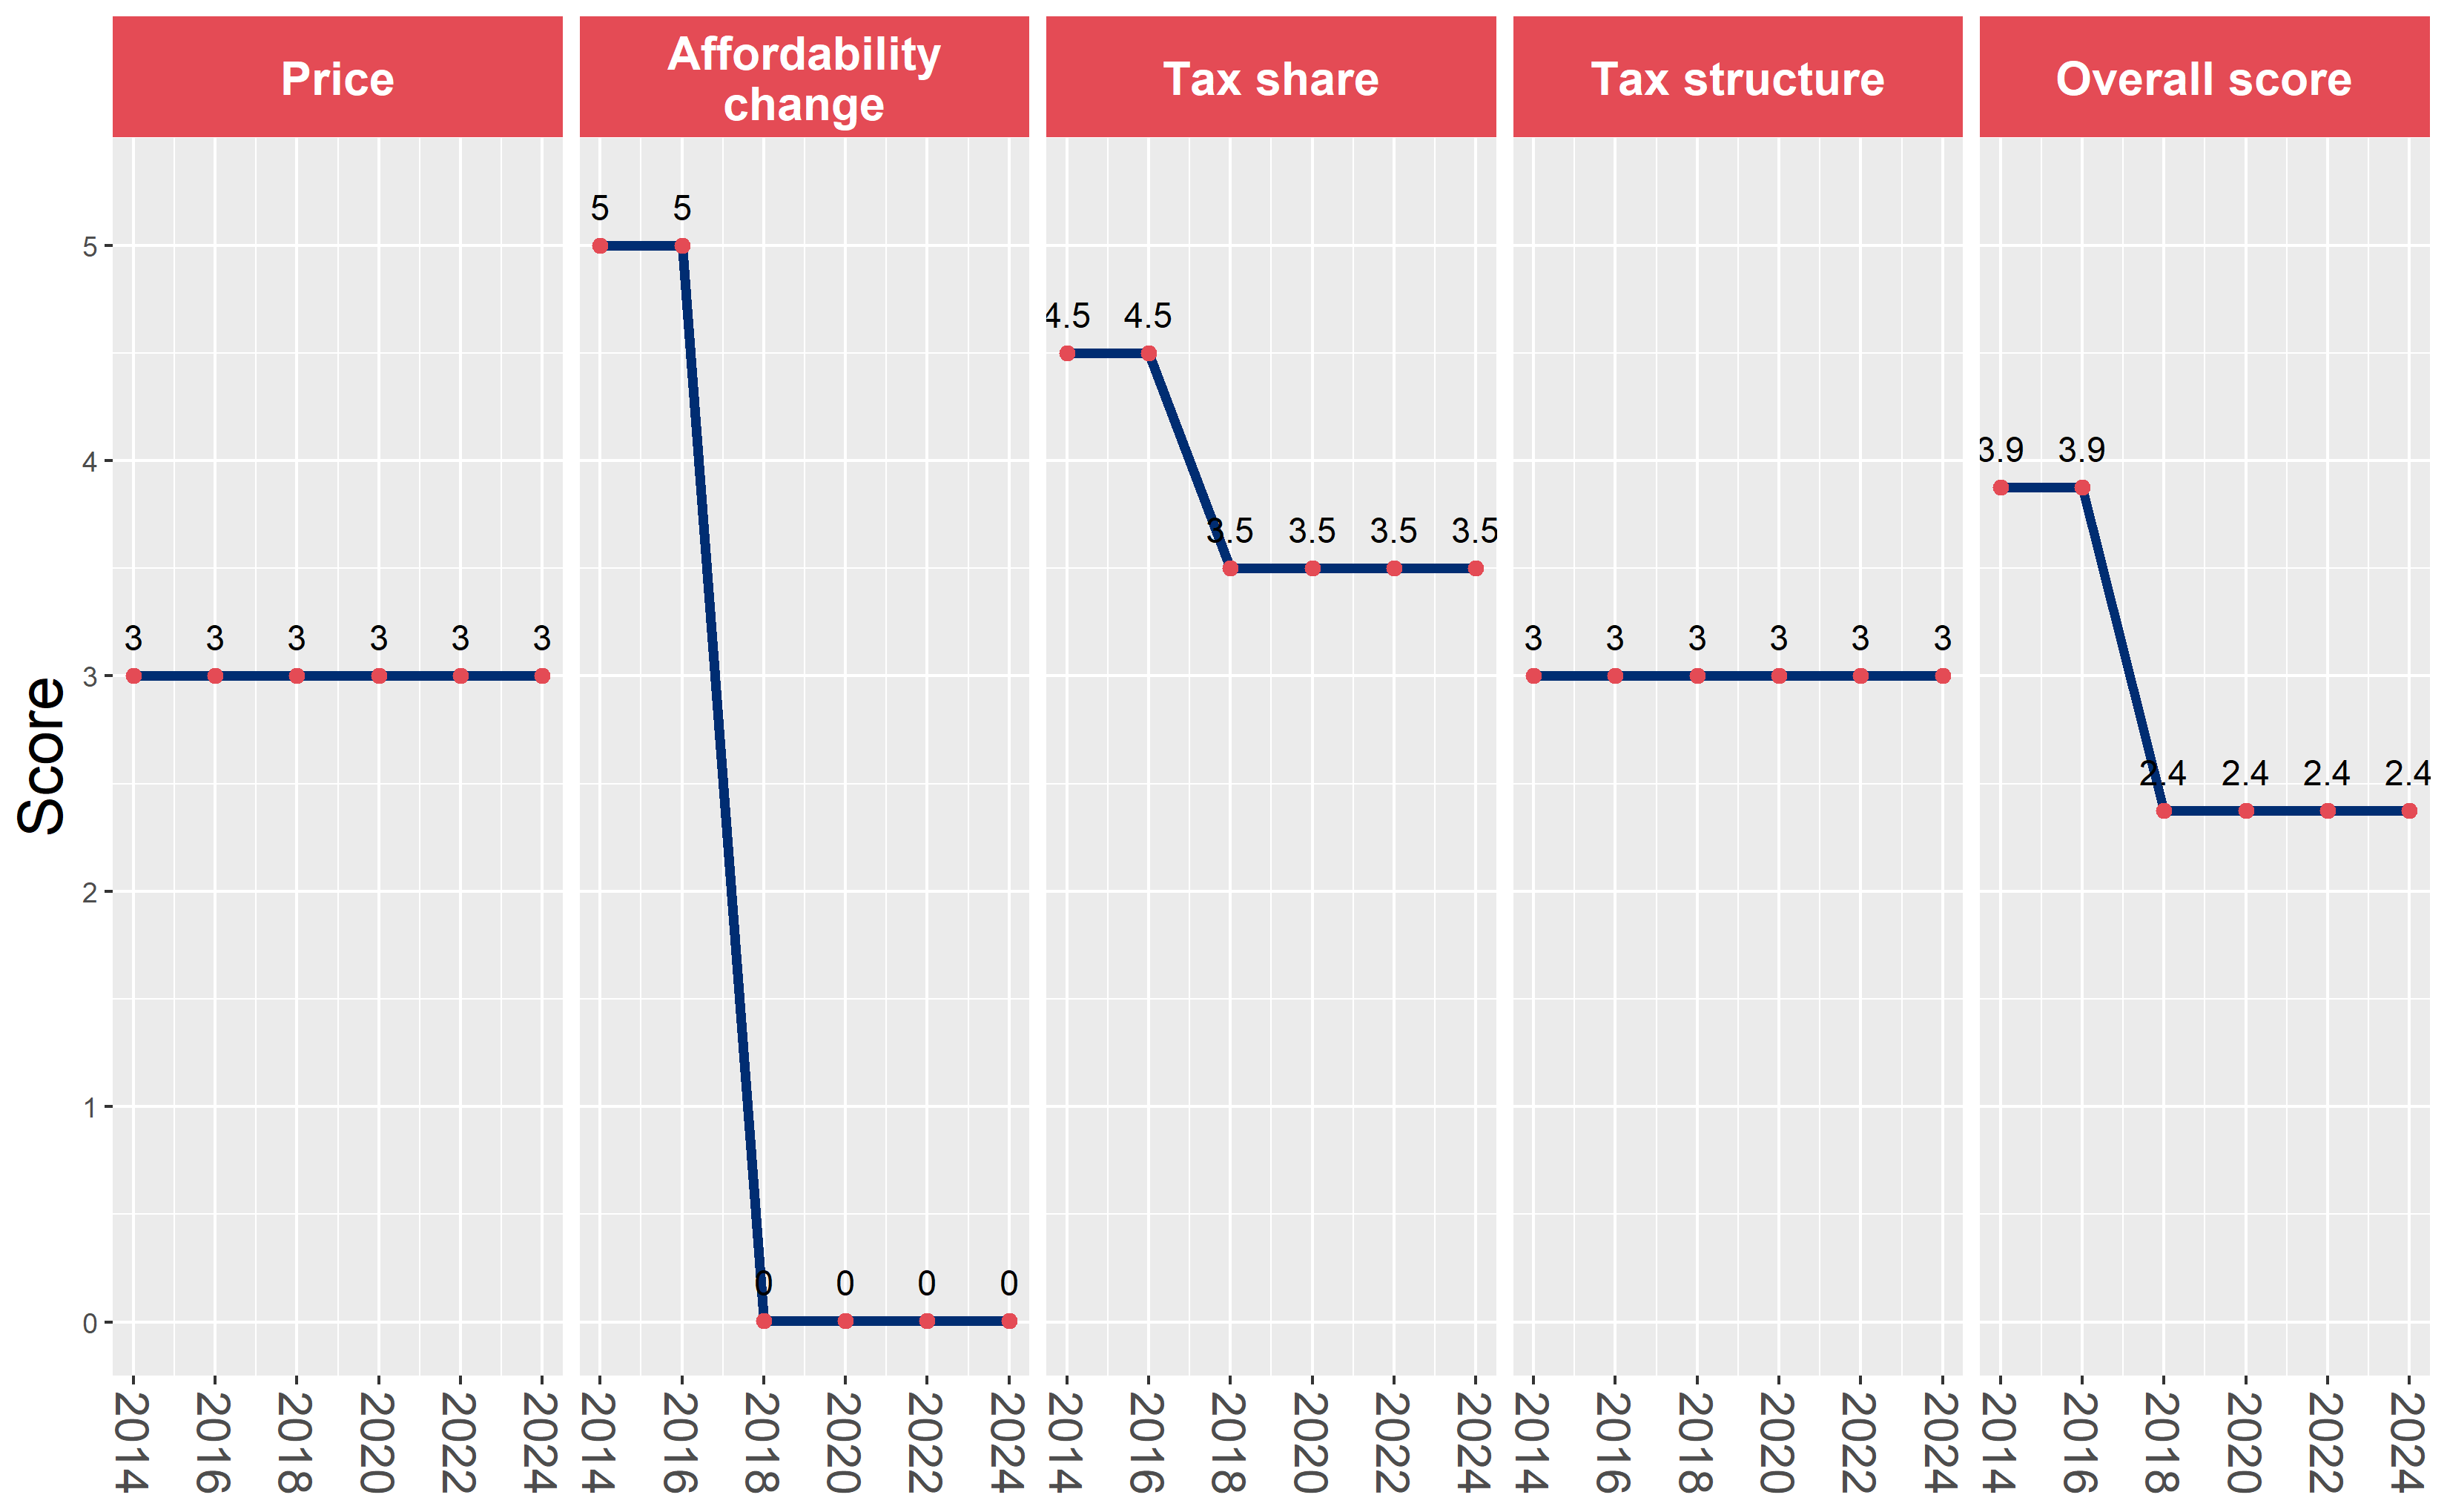 Price
Affordability
change
Tax share
Tax structure
Overall score
Score
5
4
3
2
1
0
3 3 3 3 3 3
5 5 0 0 0 0
4.5 4.5 3.5 3.5 3.5 3.5
3 3 3 3 3 3
3.9 3.9 2.4 2.4 2.4 2.4
2014 2016 2018 2020 2022 2024
2014 2016 2018 2020 2022 2024
2014 2016 2018 2020 2022 2024
2014 2016 2018 2020 2022 2024
2014 2016 2018 2020 2022 2024